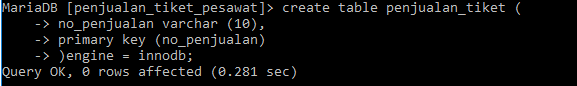 MariaDB [penjualan_tiket_pesawat]> create table penjualan_tiket (
    -> no_penjualan varchar (10),
    -> primary key (no_penjualan)
    -> )engine = innodb;
Query OK, 0 rows affected (0.281 sec)